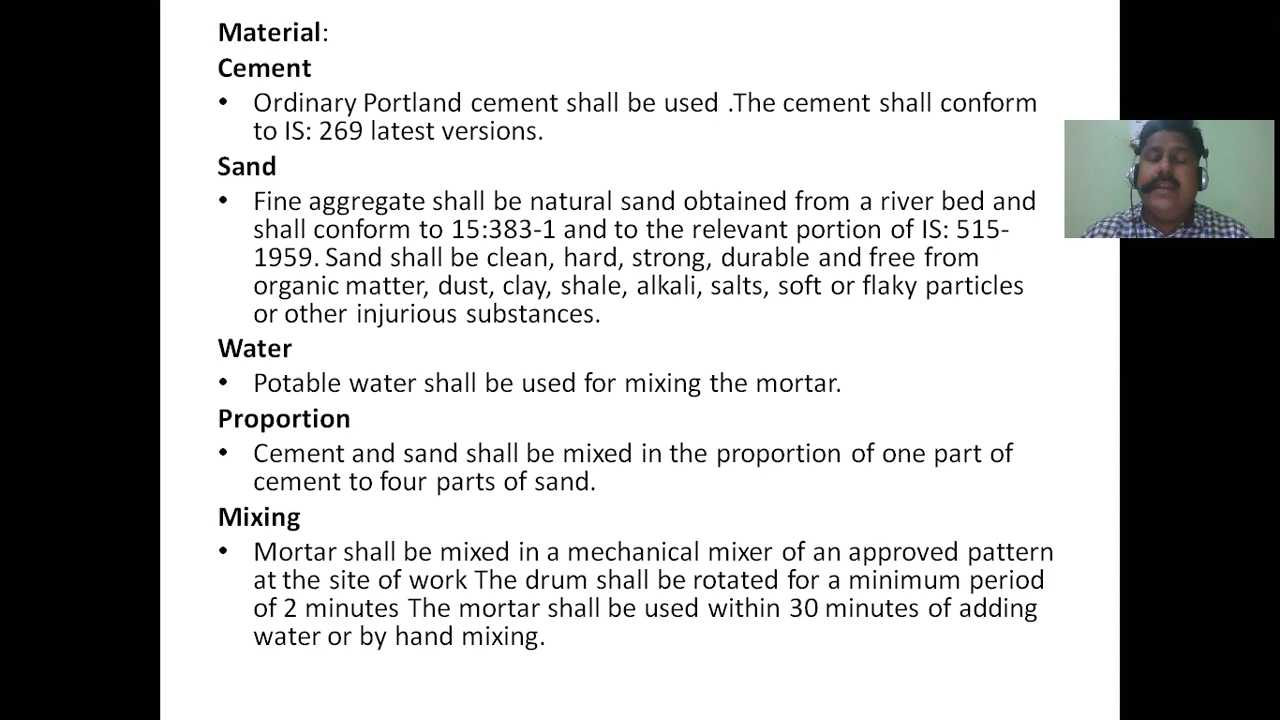 Material:
Cement
• Ordinary Portland cement shall be used .The cement shall conform
to IS: 269 latest versions.
Sand
• Fine aggregate shall be natural sand obtained from a river bed and
shall conform to 15:383-1 and to the relevant portion of IS: 515-
1959. Sand shall be clean, hard, strong, durable and free from
organic matter, dust, clay, shale, alkali, salts, soft or flaky particles
or other injurious substances.
Water
• Potable water shall be used for mixing the mortar.
Proportion
• Cement and sand shall be mixed in the proportion of one part of
cement to four parts of sand.
Mixing
• Mortar shall be mixed in a mechanical mixer of an approved pattern
at the site of work The drum shall be rotated for a minimum period
of 2 minutes The mortar shall be used within 30 minutes of adding
water or by hand mixing.